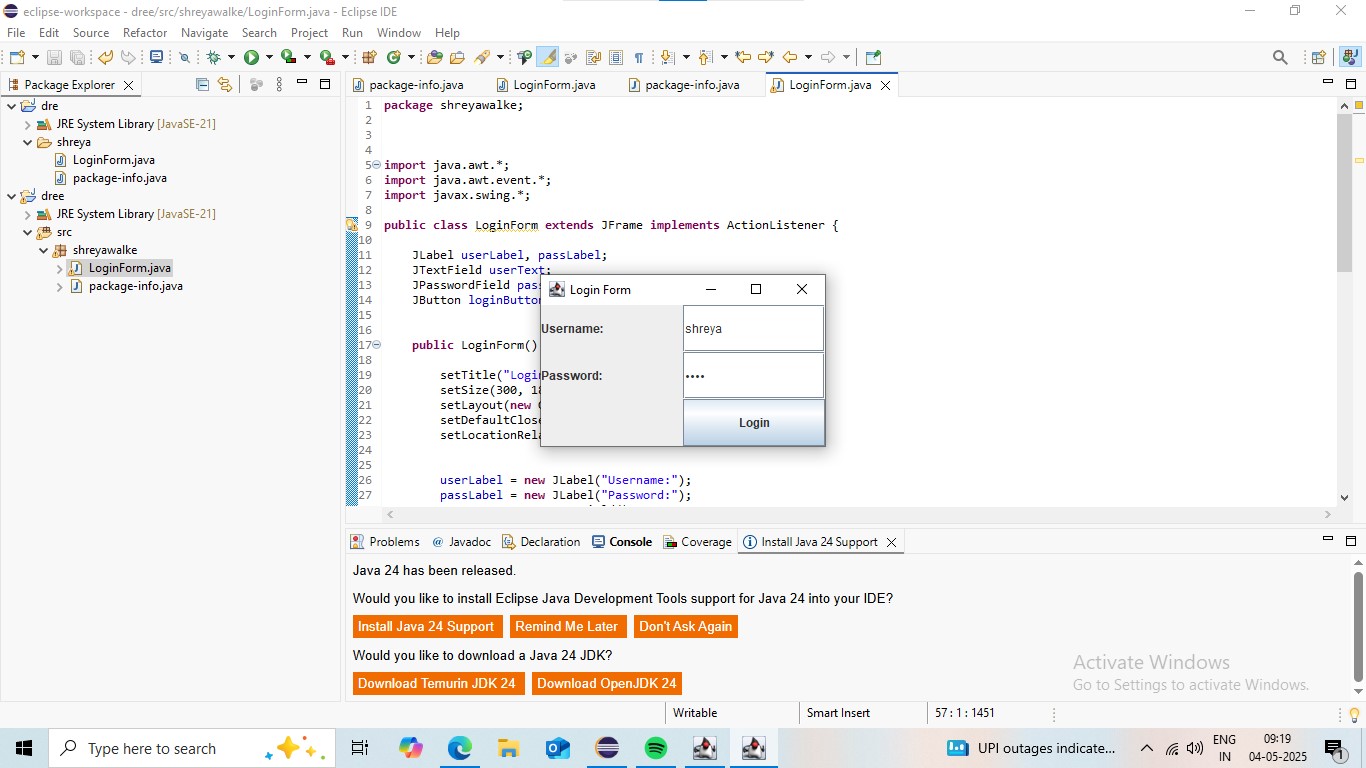 eclipse-workspace - dree/src/shreyawalke/LoginForm.java - Eclipse IDE
File Edit Source Refactor Navigate Search Project Run Window Help
Package Explorer
dre
JRE System Library [JavaSE-21]
shreya
LoginForm.java
package-info.java
dree
JRE System Library [JavaSE-21]
src
shreyawalke
LoginForm.java
package-info.java
package-info.java LoginForm.java package-info.java LoginForm.java
1 package shreyawalke;
2
3
4
5 import java.awt.*;
6 import java.awt.event.*;
7 import javax.swing.*;
8
9 public class LoginForm extends JFrame implements ActionListener {
10
11 JLabel userLabel, passLabel;
12 JTextField userText;
13 JPasswordField pas
14 JButton loginButto
15
16
17 public LoginForm()
18
19 setTitle("Logi
20 setSize(300, 1
21 setLayout(new
22 setDefaultClose
23 setLocationRela
24
25
26 userLabel = new JLabel("Username:");
27 passLabel = new JLabel("Password:");
Login Form
Username: shreya
Password: ••••
Login
Problems Javadoc Declaration Console Coverage Install Java 24 Support
Java 24 has been released.
Would you like to install Eclipse Java Development Tools support for Java 24 into your IDE?
Install Java 24 Support Remind Me Later Don't Ask Again
Would you like to download a Java 24 JDK?
Download Temurin JDK 24 Download OpenJDK 24
Activate Windows
Go to Settings to activate Windows.
Writable Smart Insert 57 : 1 : 1451
Type here to search
UPI outages indicate...
ENG
IN
09:19
04-05-2025
1